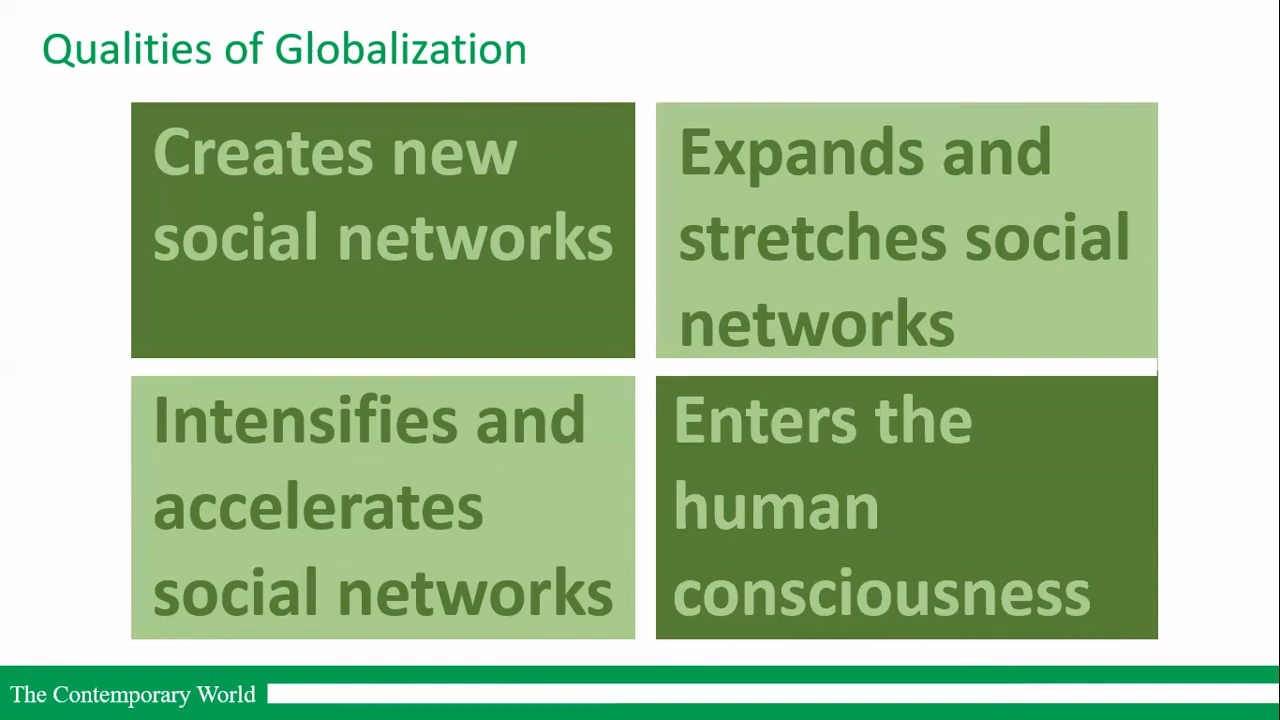 Qualities of Globalization
Creates new
social networks
Expands and
stretches social
networks
Intensifies and
accelerates
social networks
Enters the
human
consciousness
The Contemporary World